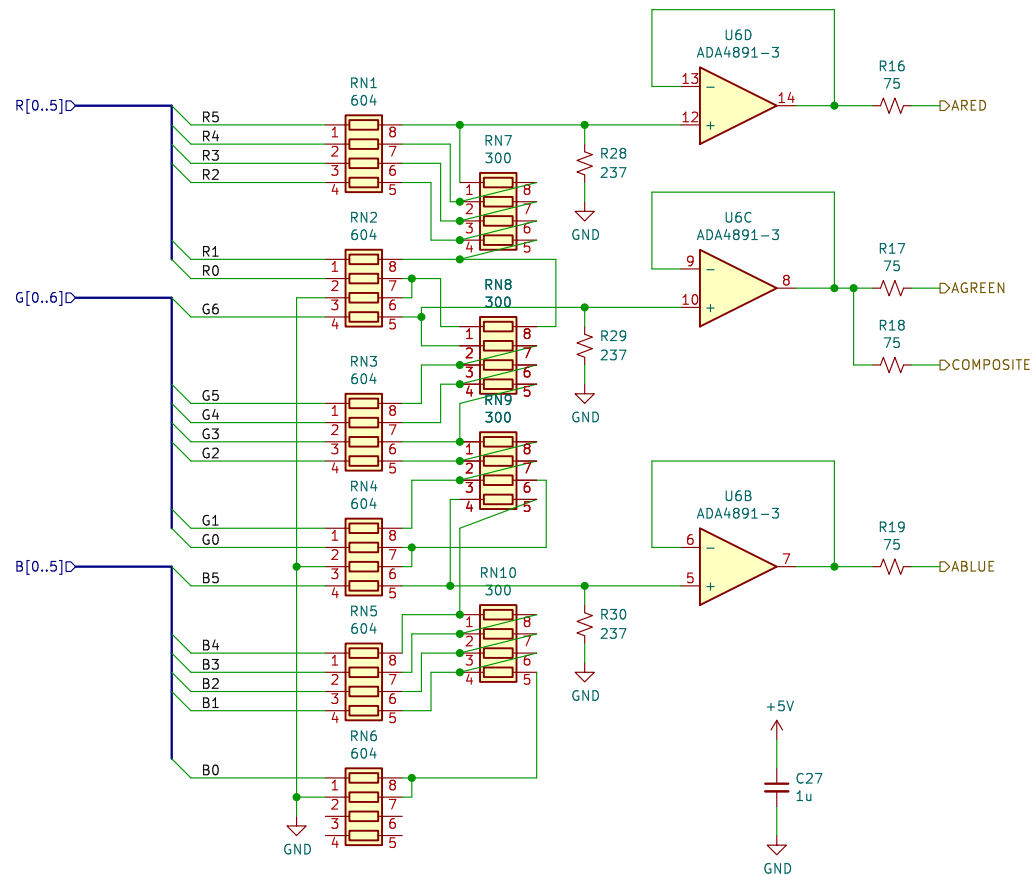 U6D
ADA4891-3
13
14
12
R16
75
ARED
R[0..5]
RN1
604
R5
R4
R3
R2
1 8
2 7
3 6
4 5
RN7
300
1 8
2 7
3 6
4 5
R28
237
GND
RN2
604
R1
R0
G6
1 8
2 7
3 6
4 5
U6C
ADA4891-3
9
8
10
R17
75
AGREEN
R18
75
COMPOSITE
G[0..6]
RN8
300
1 8
2 7
3 6
4 5
R29
237
GND
RN3
604
G5
G4
G3
G2
1 8
2 7
3 6
4 5
RN9
300
1 8
2 7
3 6
4 5
RN4
604
G1
G0
B5
1 8
2 7
3 6
4 5
U6B
ADA4891-3
6
7
5
R19
75
ABLUE
B[0..5]
RN10
300
1 8
2 7
3 6
4 5
R30
237
GND
RN5
604
B4
B3
B2
B1
1 8
2 7
3 6
4 5
RN6
604
B0
1 8
2 7
3 6
4 5
GND
+5V
C27
1u
GND